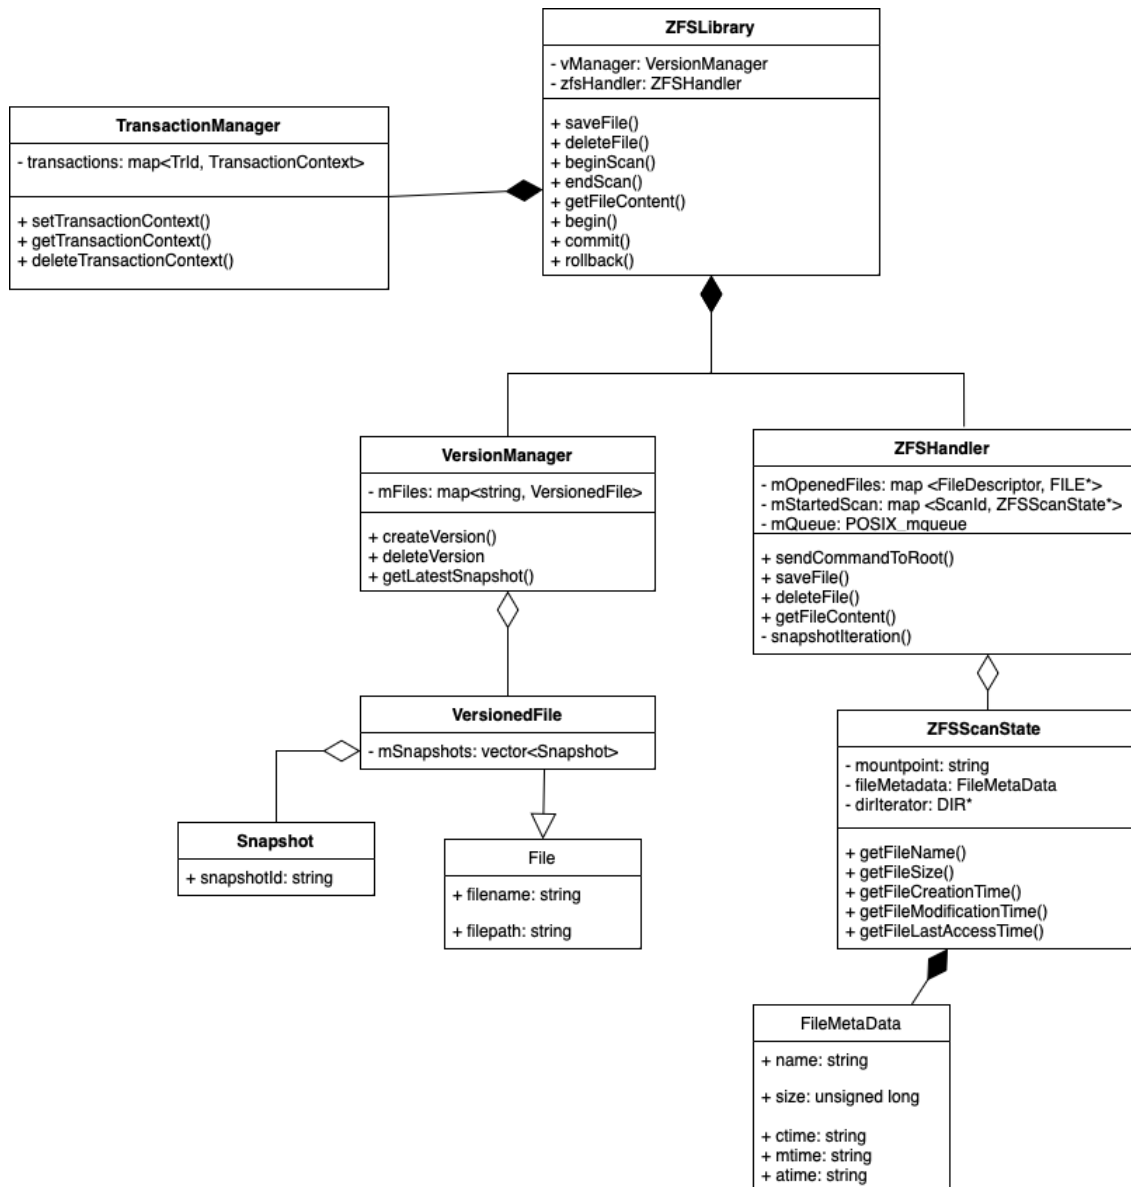 ZFSLibrary
- vManager: VersionManager
- zfsHandler: ZFSHandler
+ saveFile()
+ deleteFile()
+ beginScan()
+ endScan()
+ getFileContent()
+ begin()
+ commit()
+ rollback()
TransactionManager
- transactions: map<TrId, TransactionContext>
+ setTransactionContext()
+ getTransactionContext()
+ deleteTransactionContext()
VersionManager
- mFiles: map<string, VersionedFile>
+ createVersion()
+ deleteVersion
+ getLatestSnapshot()
ZFSHandler
- mOpenedFiles: map <FileDescriptor, FILE*>
- mStartedScan: map <ScanId, ZFSScanState*>
- mQueue: POSIX_mqueue
+ sendCommandToRoot()
+ saveFile()
+ deleteFile()
+ getFileContent()
- snapshotIteration()
VersionedFile
- mSnapshots: vector<Snapshot>
ZFSScanState
- mountpoint: string
- fileMetadata: FileMetaData
- dirIterator: DIR*
+ getFileName()
+ getFileSize()
+ getFileCreationTime()
+ getFileModificationTime()
+ getFileLastAccessTime()
Snapshot
+ snapshotId: string
File
+ filename: string
+ filepath: string
FileMetaData
+ name: string
+ size: unsigned long
+ ctime: string
+ mtime: string
+ atime: string